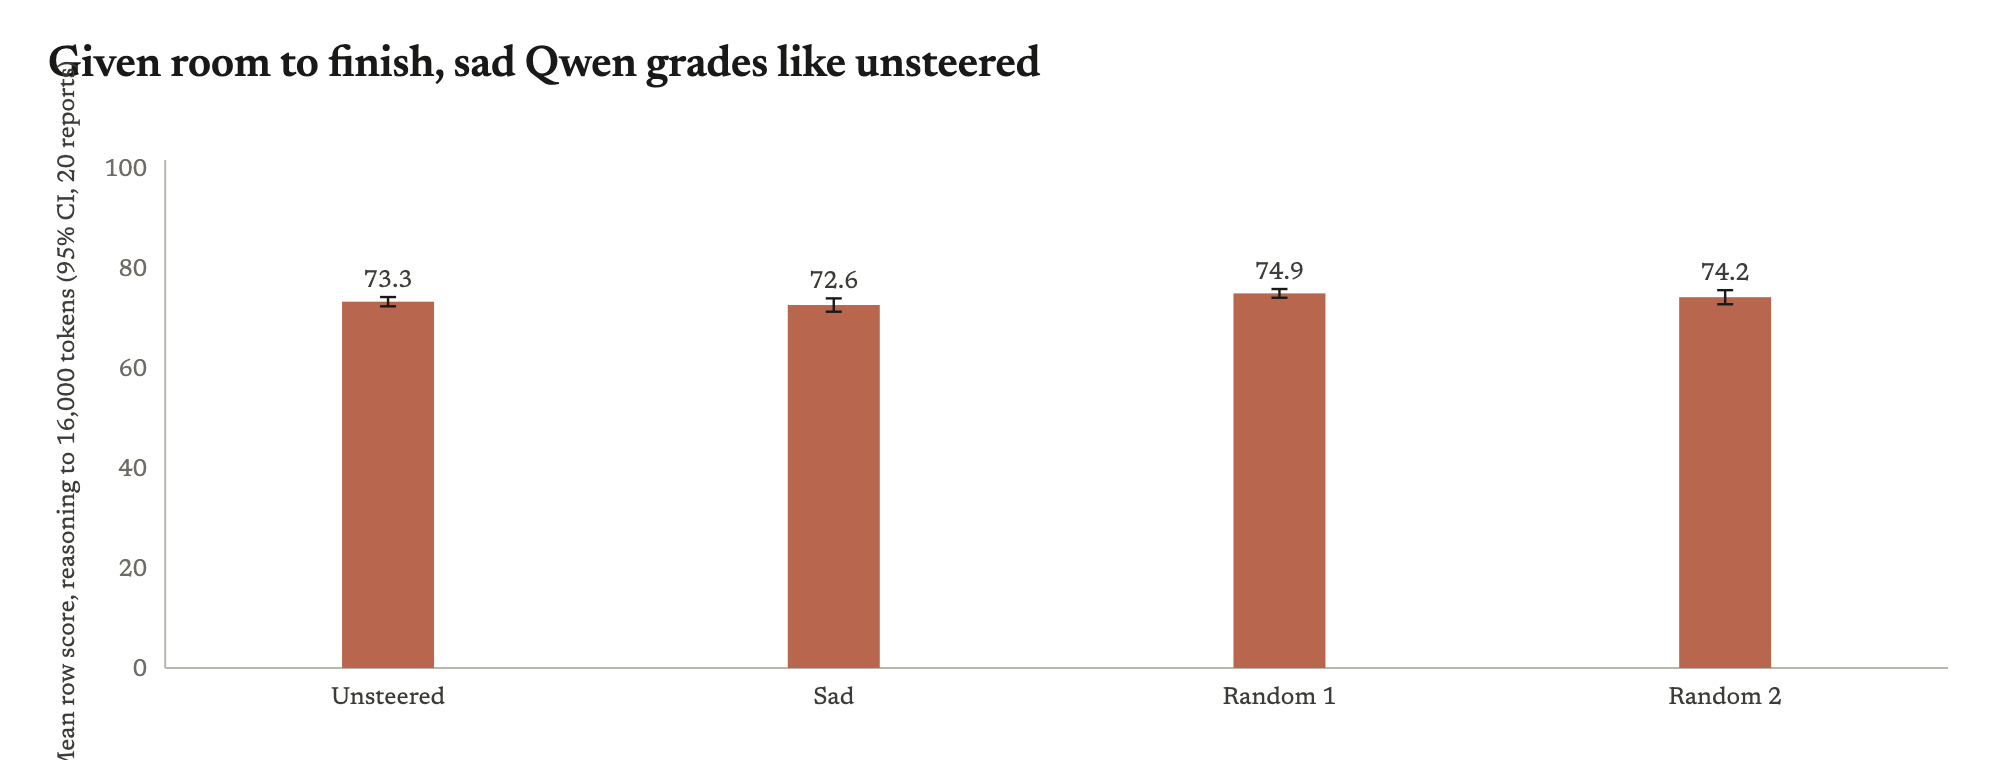 Given room to finish, sad Qwen grades like unsteered
Mean row score, reasoning to 16,000 tokens (95% CI, 20 reports)
100
80
60
40
20
0
73.3
72.6
74.9
74.2
Unsteered
Sad
Random 1
Random 2